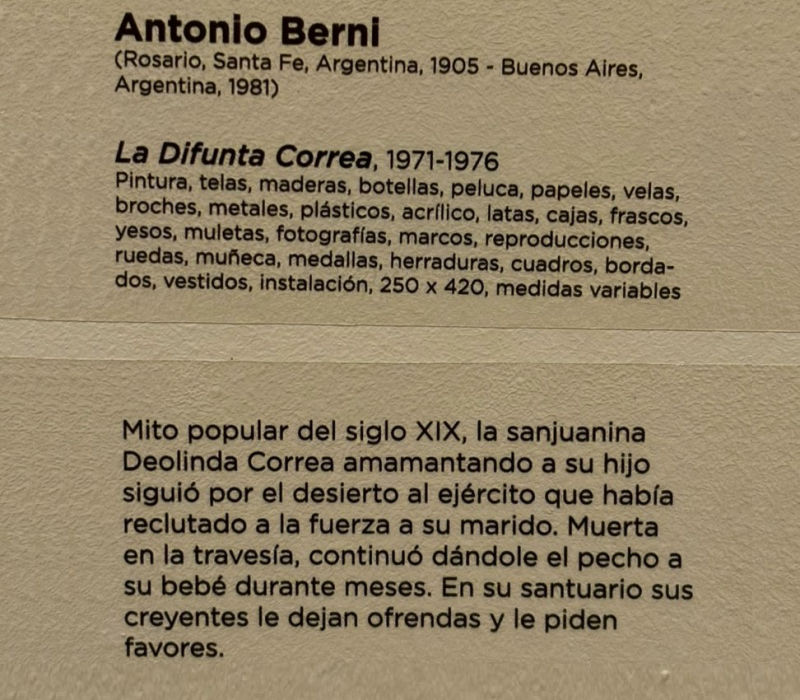 Antonio Berni
(Rosario, Santa Fe, Argentina, 1905 - Buenos Aires,
Argentina, 1981)
La Difunta Correa, 1971-1976
Pintura, telas, maderas, botellas, peluca, papeles, velas,
broches, metales, plásticos, acrílico, latas, cajas, frascos,
yesos, muletas, fotografías, marcos, reproducciones,
ruedas, muñeca, medallas, herraduras, cuadros, borda-
dos, vestidos, instalación, 250 x 420, medidas variables
Mito popular del siglo XIX, la sanjuanina
Deolinda Correa amamantando a su hijo
siguió por el desierto al ejército que había
reclutado a la fuerza a su marido. Muerta
en la travesía, continuó dándole el pecho a
su bebé durante meses. En su santuario sus
creyentes le dejan ofrendas y le piden
favores.